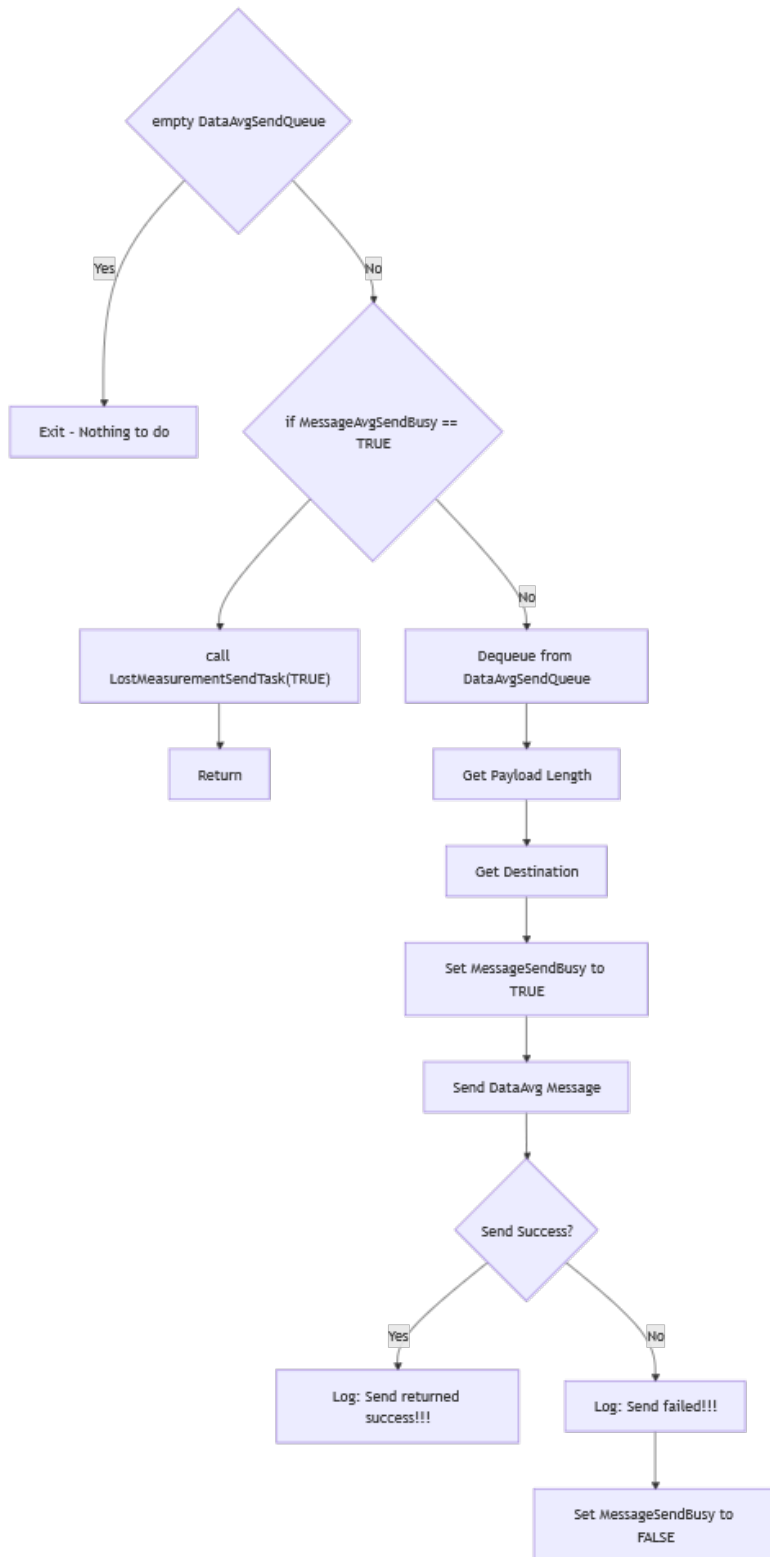 empty DataAvgSendQueue
Yes
No
Exit - Nothing to do
if MessageAvgSendBusy ==
TRUE
No
call
LostMeasurementSendTask(TRUE)
Dequeue from
DataAvgSendQueue
Return
Get Payload Length
Get Destination
Set MessageSendBusy to
TRUE
Send DataAvg Message
Send Success?
Yes
No
Log: Send returned
success!!!
Log: Send failed!!!
Set MessageSendBusy to
FALSE